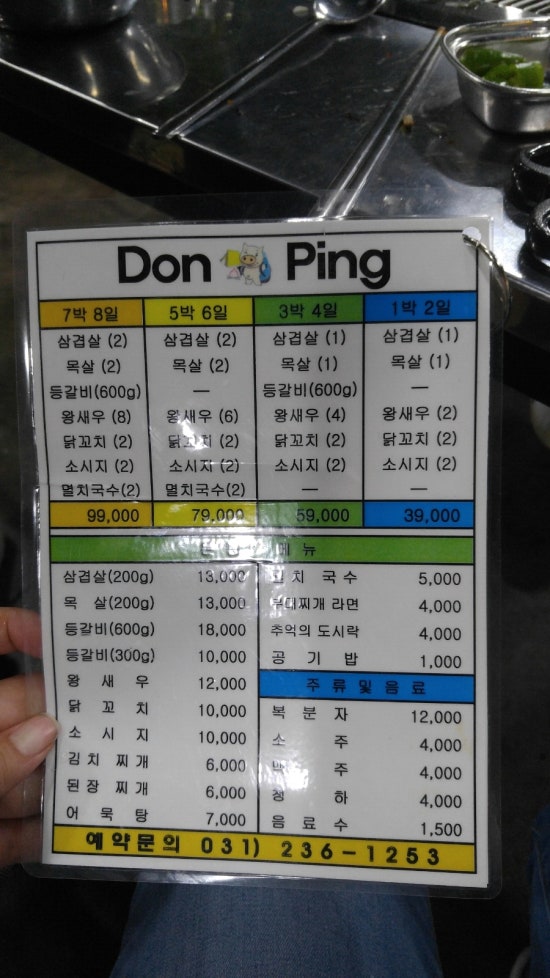 Don Ping
7박 8일 5박 6일 3박 4일 1박 2일
삼겹살 (2) 삼겹살 (2) 삼겹살 (1) 삼겹살 (1)
목살 (2) 목살 (2) 목살 (1) 목살 (1)
등갈비(600g) — 등갈비(600g) —
왕새우 (8) 왕새우 (6) 왕새우 (4) 왕새우 (2)
닭꼬치 (2) 닭꼬치 (2) 닭꼬치 (2) 닭꼬치 (2)
소시지 (2) 소시지 (2) 소시지 (2) 소시지 (2)
멸치국수(2) 멸치국수(2) — —
99,000 79,000 59,000 39,000
메 뉴
삼겹살(200g) 13,000
목 살(200g) 13,000
등갈비(600g) 18,000
등갈비(300g) 10,000
왕 새 우 12,000
닭 꼬 치 10,000
소 시 지 10,000
김 치 찌 개 6,000
된 장 찌 개 6,000
어 묵 탕 7,000
치 국 수 5,000
부대찌개 라면 4,000
추억의 도시락 4,000
공 기 밥 1,000
주 류 및 음 료
복 분 자 12,000
소 주 4,000
주 4,000
청 하 4,000
음 료 수 1,500
예약문의 031) 236-1253